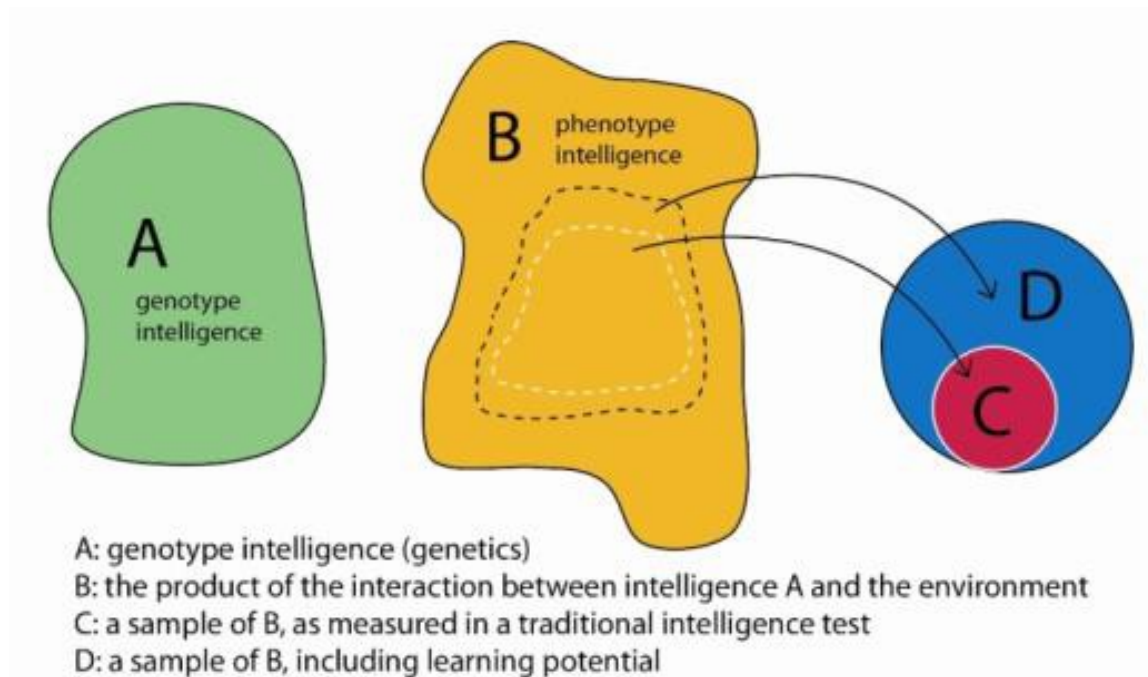 A
genotype
intelligence
B
phenotype
intelligence
D
C
A: genotype intelligence (genetics)
B: the product of the interaction between intelligence A and the environment
C: a sample of B, as measured in a traditional intelligence test
D: a sample of B, including learning potential